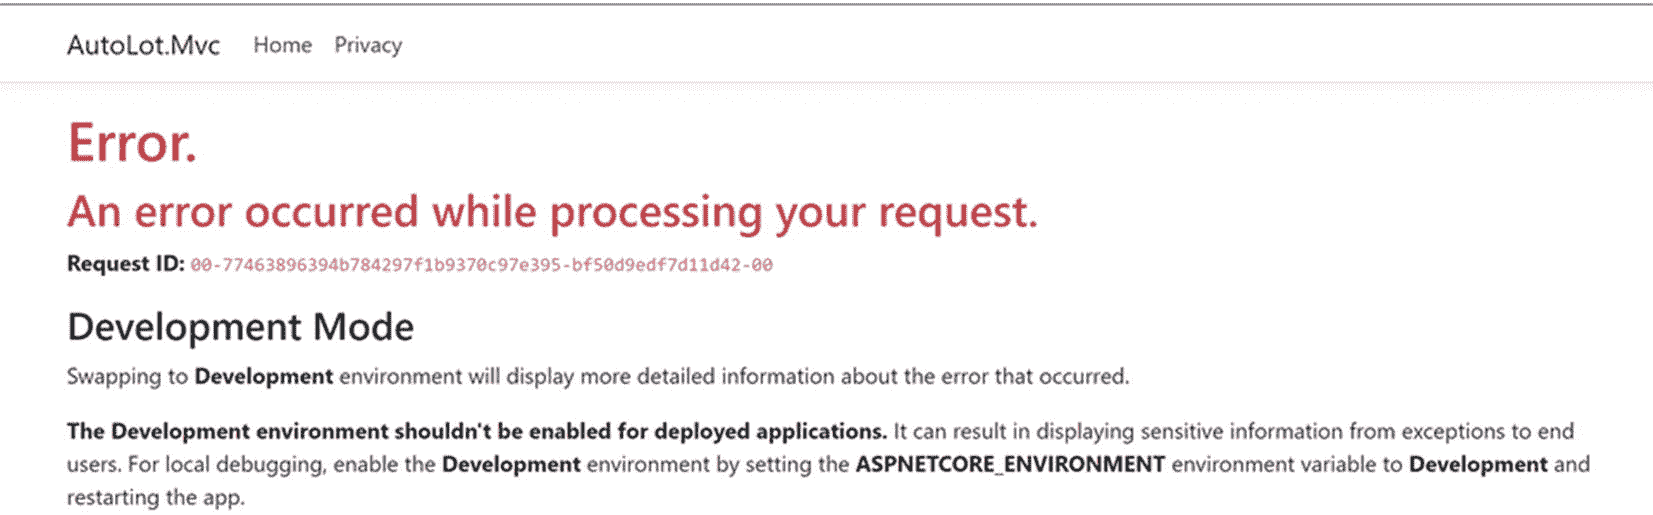 AutoLot.Mvc Home Privacy
Error.
An error occurred while processing your request.
Request ID: 00-77463896394b784297f1b9370c97e395-bf50d9edf7d11d42-00
Development Mode
Swapping to Development environment will display more detailed information about the error that occurred.
The Development environment shouldn't be enabled for deployed applications. It can result in displaying sensitive information from exceptions to end
users. For local debugging, enable the Development environment by setting the ASPNETCORE_ENVIRONMENT environment variable to Development and
restarting the app.